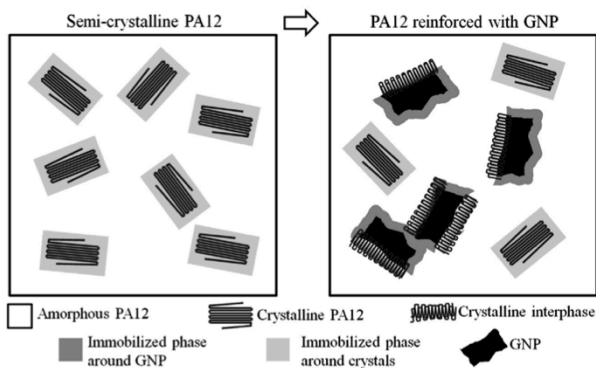 Semi-crystalline PA12
PA12 reinforced with GNP
Amorphous PA12
Crystalline PA12
Crystalline interphase
Immobilized phase
around GNP
Immobilized phase
around crystals
GNP